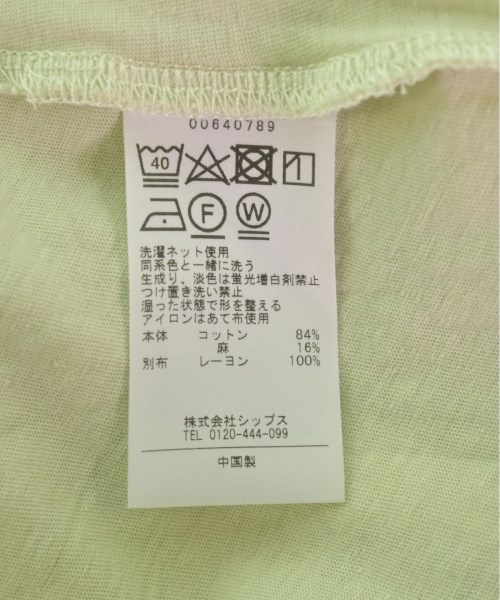 00640789
40
F W
洗濯ネット使用
同系色と一緒に洗う
生成り、淡色は蛍光増白剤禁止
つけ置き洗い禁止
湿った状態で形を整える
アイロンはあて布使用
本体 コットン 84%
麻 16%
別布 レーヨン 100%
株式会社シップス
TEL 0120-444-099
中国製